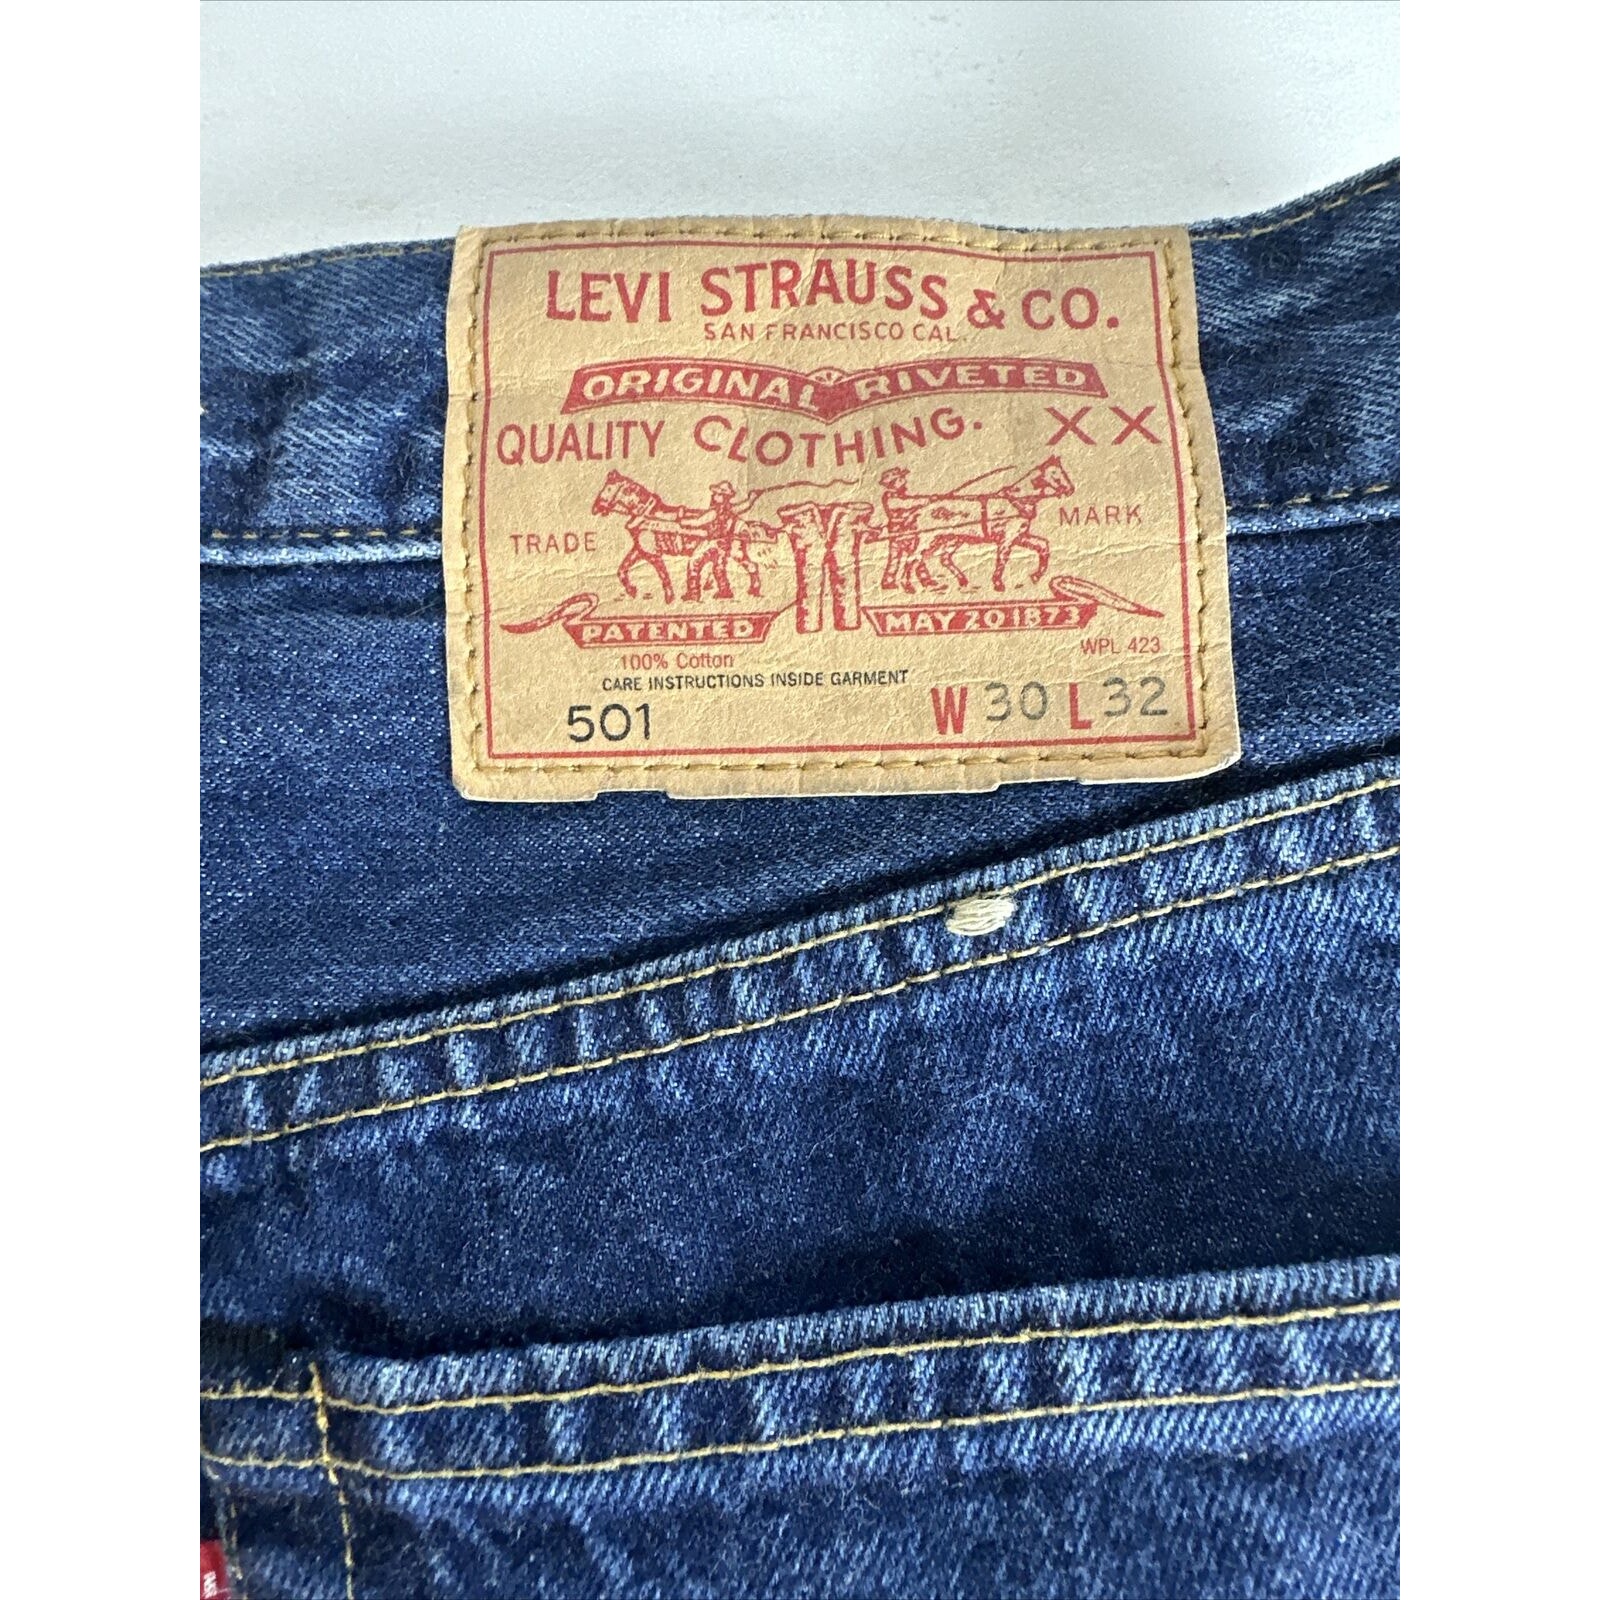 LEVI STRAUSS & CO.
SAN FRANCISCO CAL.
ORIGINAL RIVETED
QUALITY CLOTHING. XX
TRADE MARK
PATENTED MAY 20 1873
WPL 423
100% Cotton
CARE INSTRUCTIONS INSIDE GARMENT
501 W 30 L 32